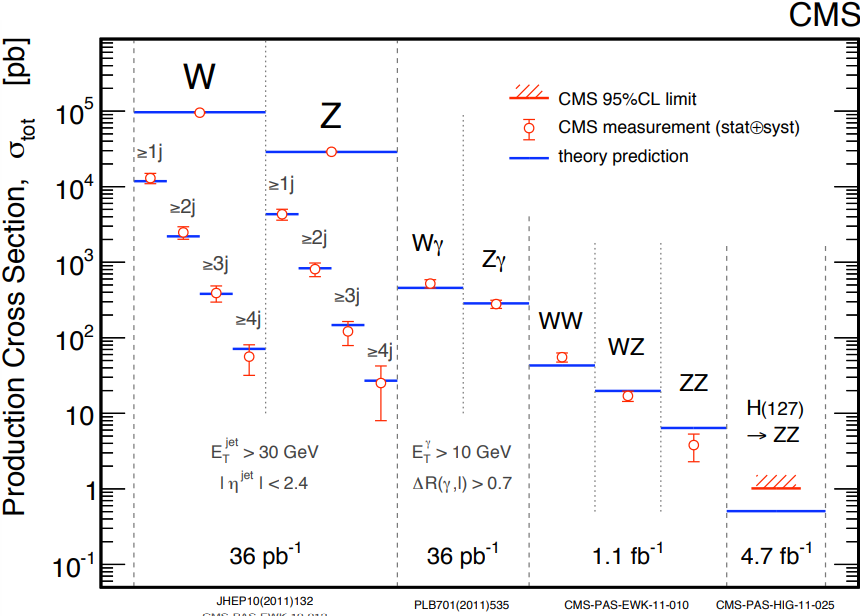 CMS
Production Cross Section, σtot [pb]
10⁵
10⁴
10³
10²
10
1
10⁻¹
W
≥1j
≥2j
≥3j
≥4j
Z
≥1j
≥2j
≥3j
≥4j
Wγ
Zγ
WW
WZ
ZZ
H(127)
→ ZZ
CMS 95%CL limit
CMS measurement (stat⊕syst)
theory prediction
E_T^jet > 30 GeV
| η^jet | < 2.4
E_T^γ > 10 GeV
ΔR(γ,l) > 0.7
36 pb⁻¹
36 pb⁻¹
1.1 fb⁻¹
4.7 fb⁻¹
JHEP10(2011)132
PLB701(2011)535
CMS-PAS-EWK-11-010
CMS-PAS-HIG-11-025